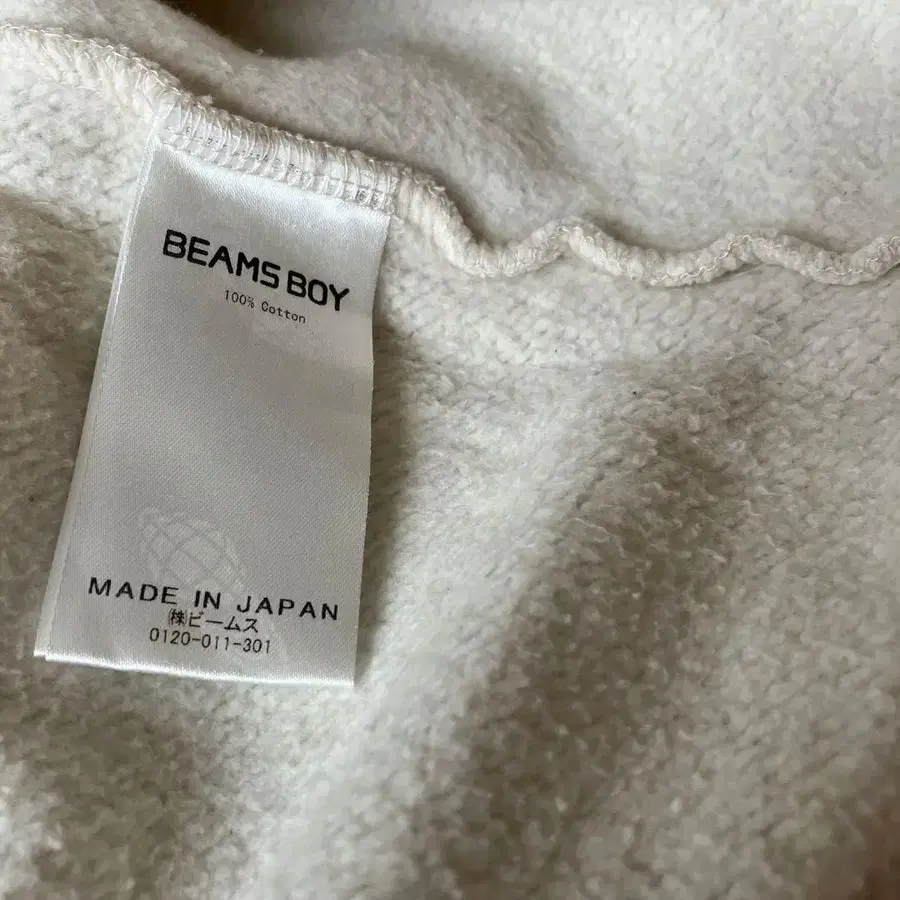 BEAMS BOY
100% Cotton
MADE IN JAPAN
㈱ビームス
0120-011-301